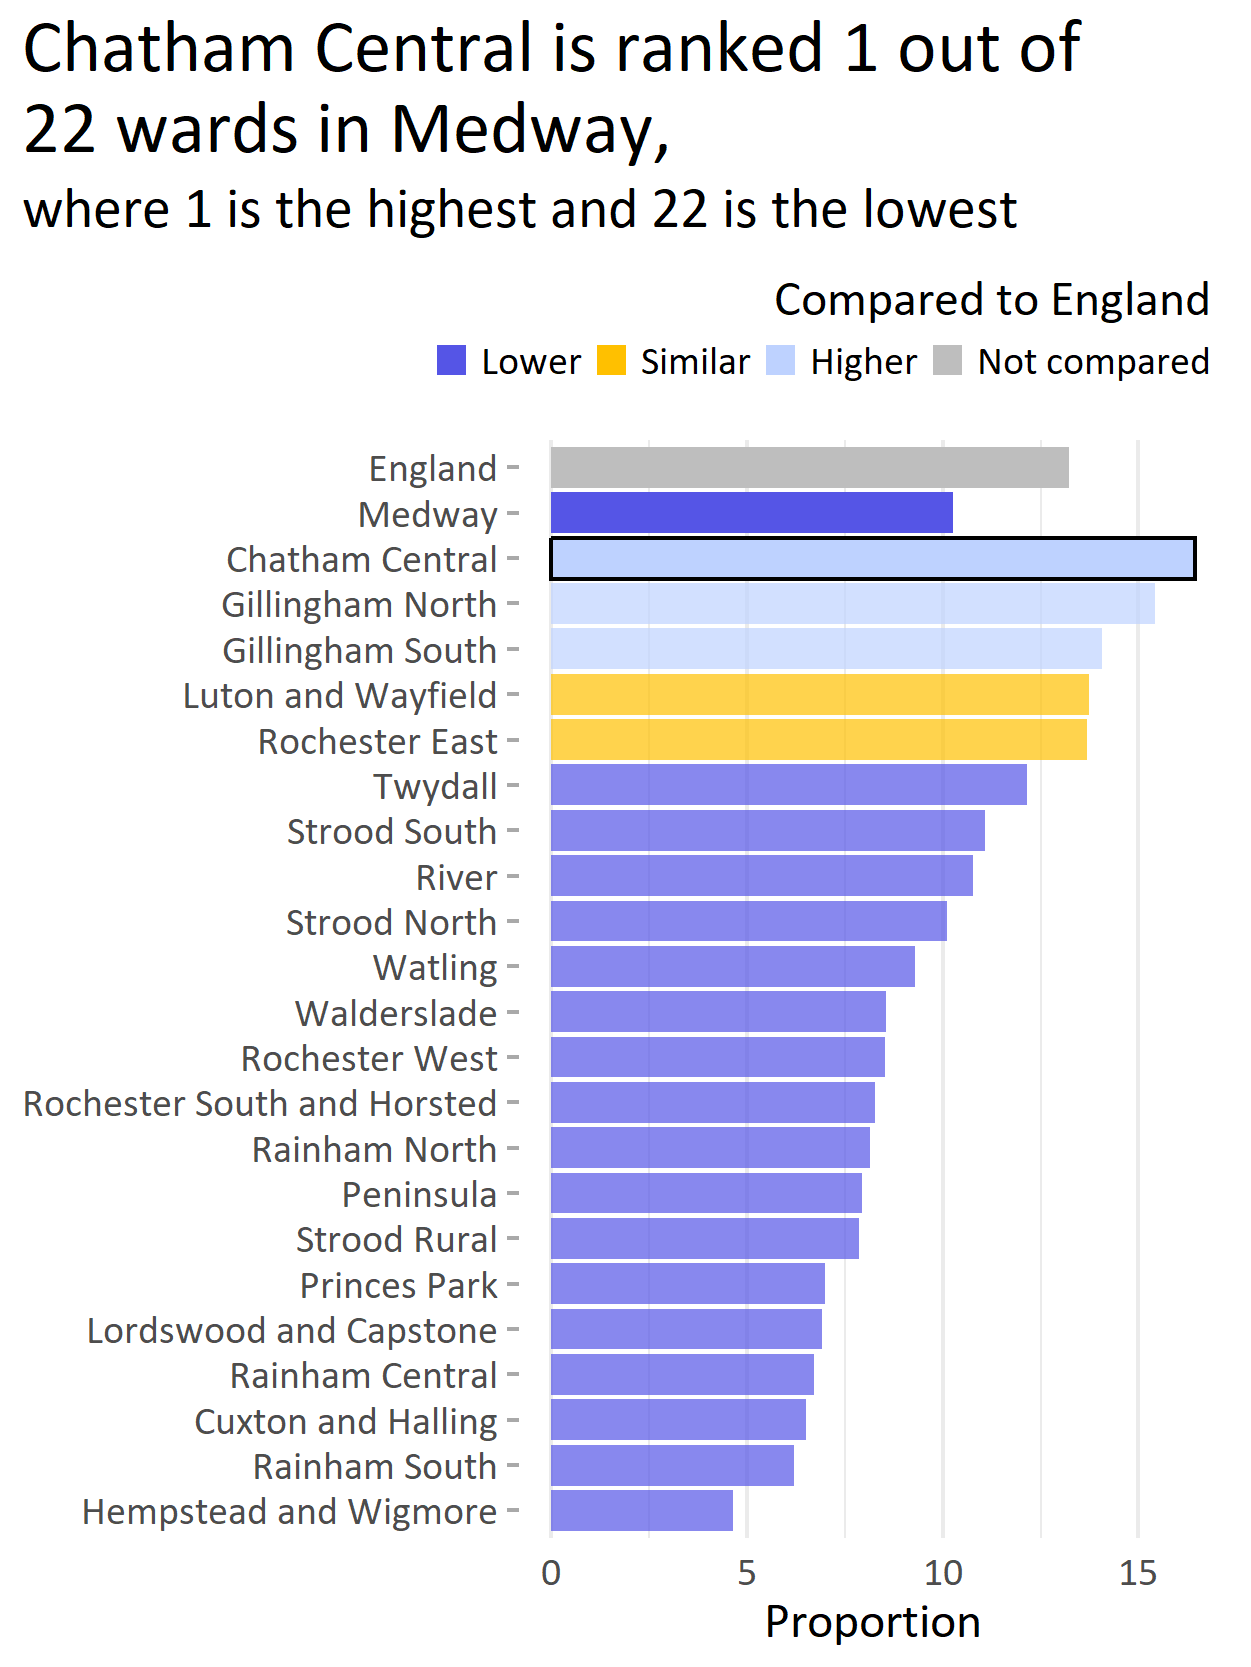 Chatham Central is ranked 1 out of
22 wards in Medway,
where 1 is the highest and 22 is the lowest
Compared to England
Lower Similar Higher Not compared
England
Medway
Chatham Central
Gillingham North
Gillingham South
Luton and Wayfield
Rochester East
Twydall
Strood South
River
Strood North
Watling
Walderslade
Rochester West
Rochester South and Horsted
Rainham North
Peninsula
Strood Rural
Princes Park
Lordswood and Capstone
Rainham Central
Cuxton and Halling
Rainham South
Hempstead and Wigmore
0 5 10 15
Proportion